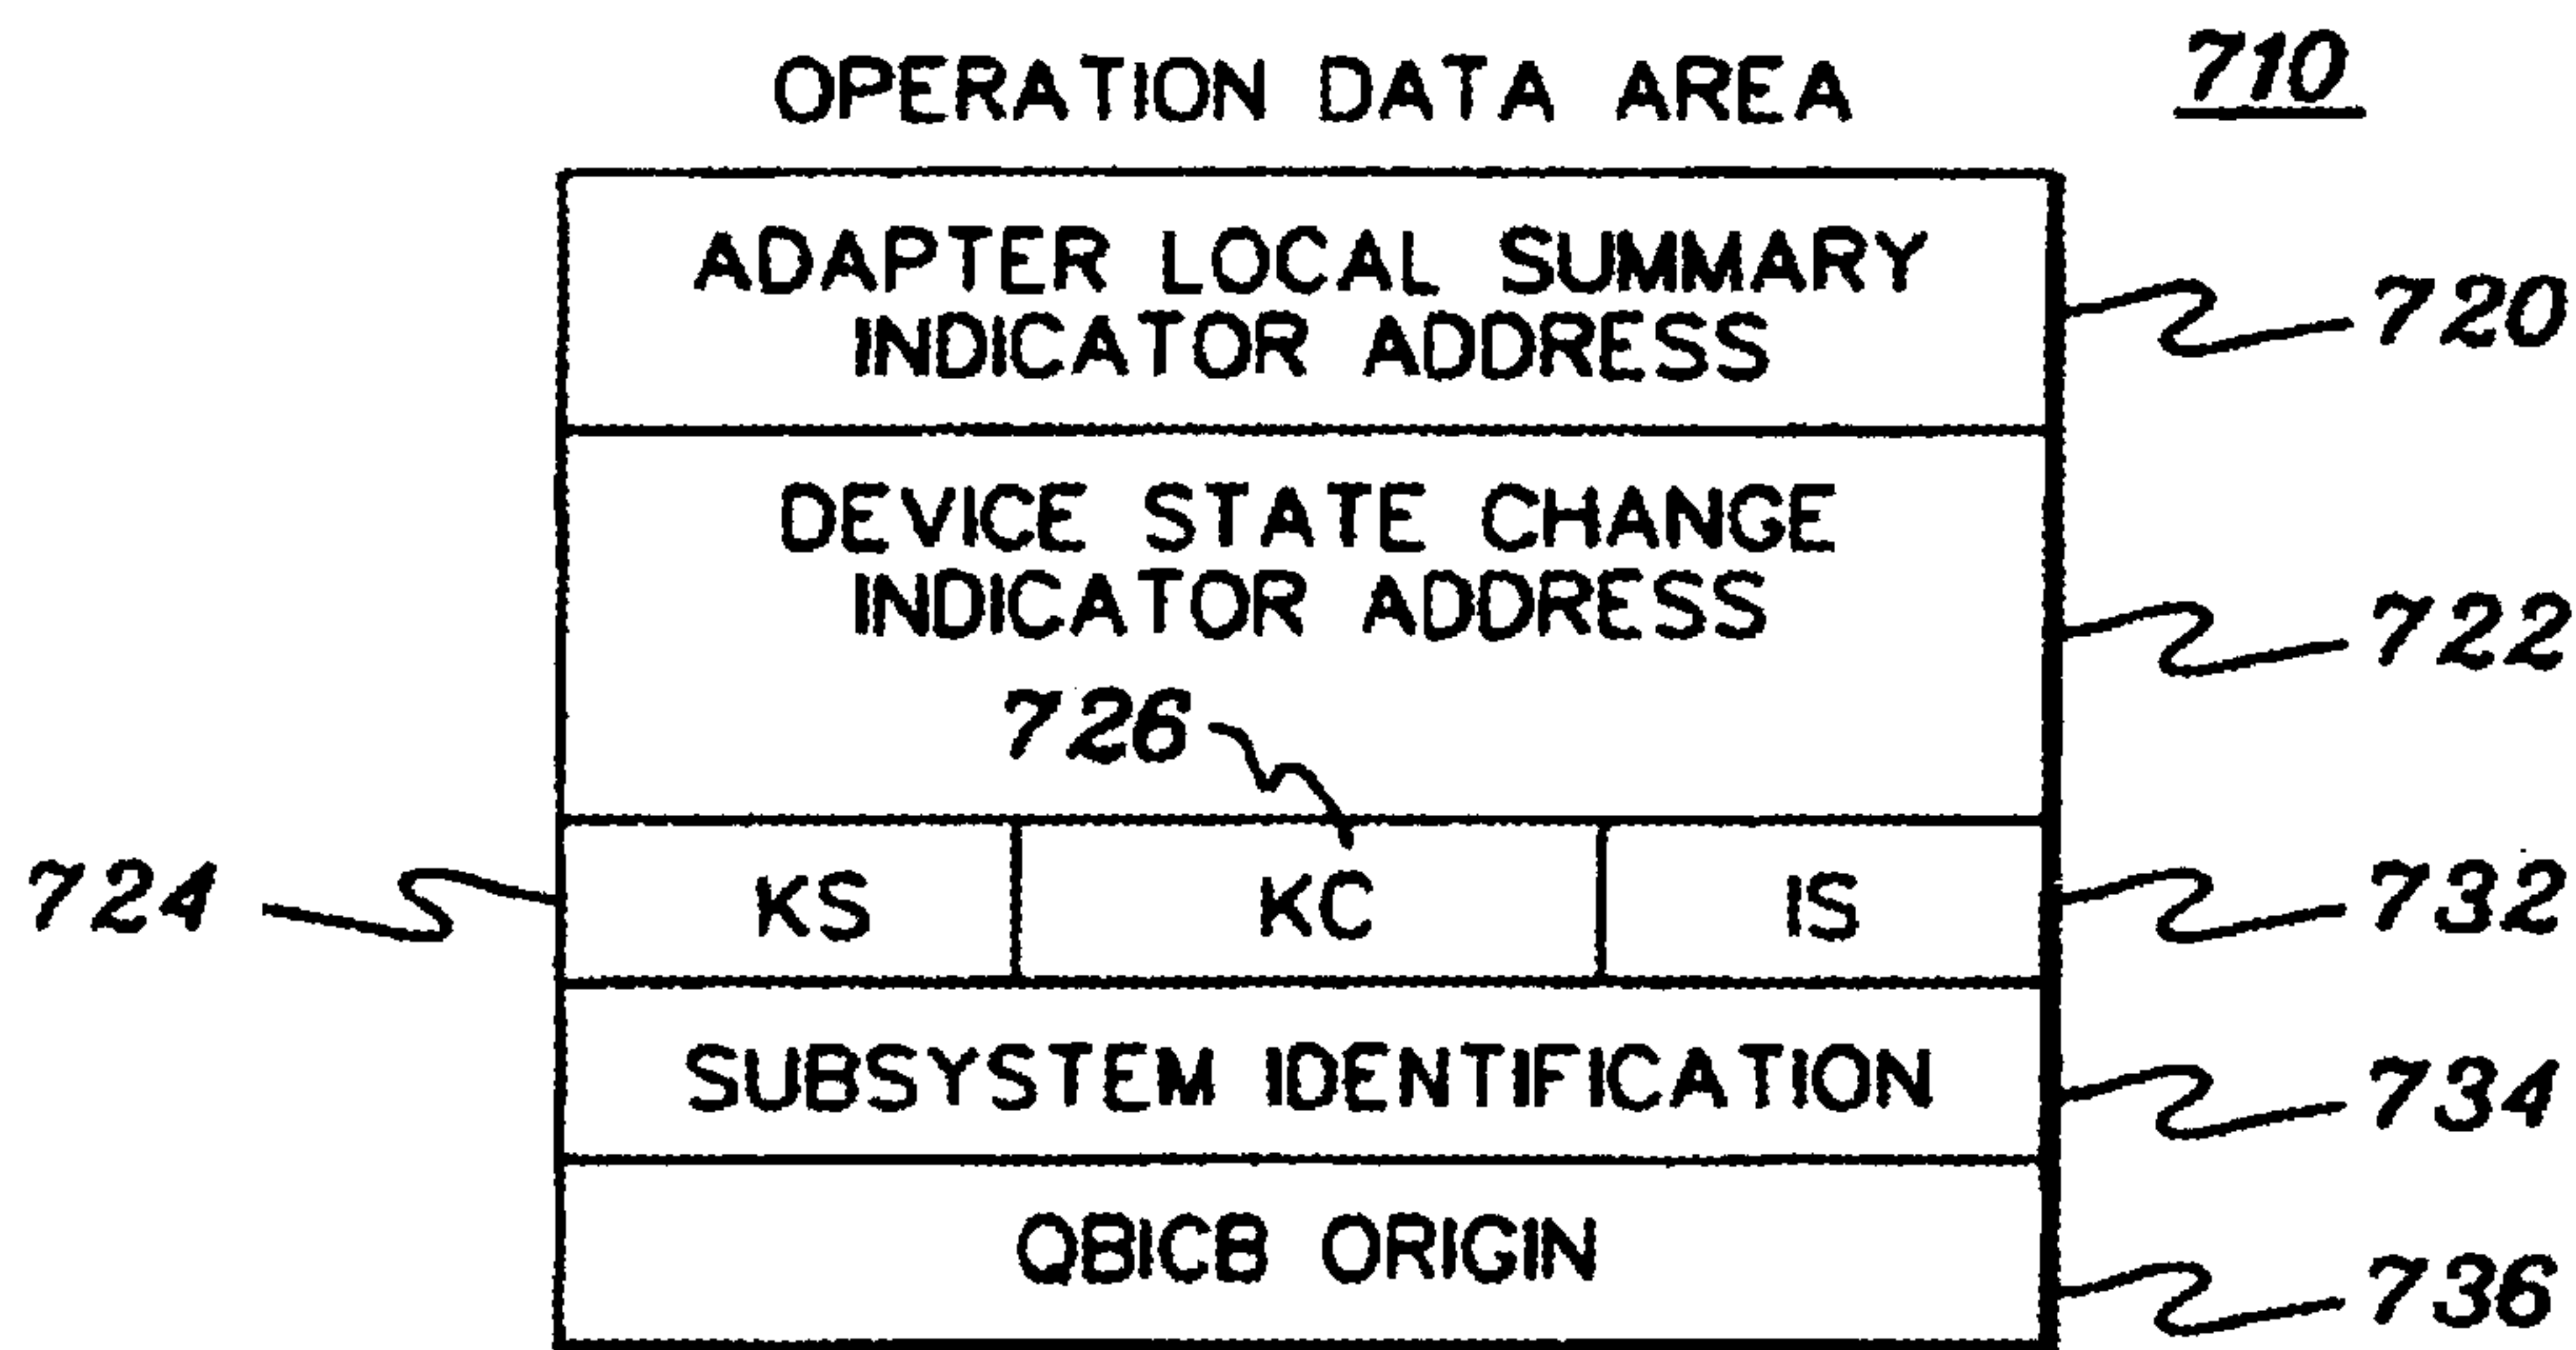 OPERATION DATA AREA 710
ADAPTER LOCAL SUMMARY
INDICATOR ADDRESS
720
DEVICE STATE CHANGE
INDICATOR ADDRESS
722
726
724 KS KC IS 732
SUBSYSTEM IDENTIFICATION 734
QBICB ORIGIN 736